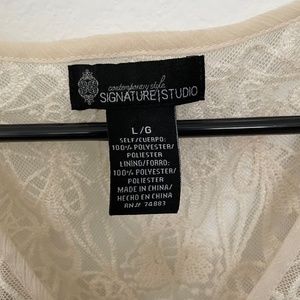 contemporary style
SIGNATURE|STUDIO
L/G
SELF/CUERPO:
100% POLYESTER/
POLIESTER
LINING/FORRO:
100% POLYESTER/
POLIESTER
MADE IN CHINA/
HECHO EN CHINA
RN# 74883